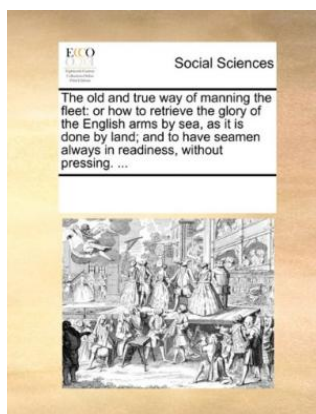 ECCO
Social Sciences
The old and true way of manning the
fleet: or how to retrieve the glory of
the English arms by sea, as it is
done by land; and to have seamen
always in readiness, without
pressing. ...